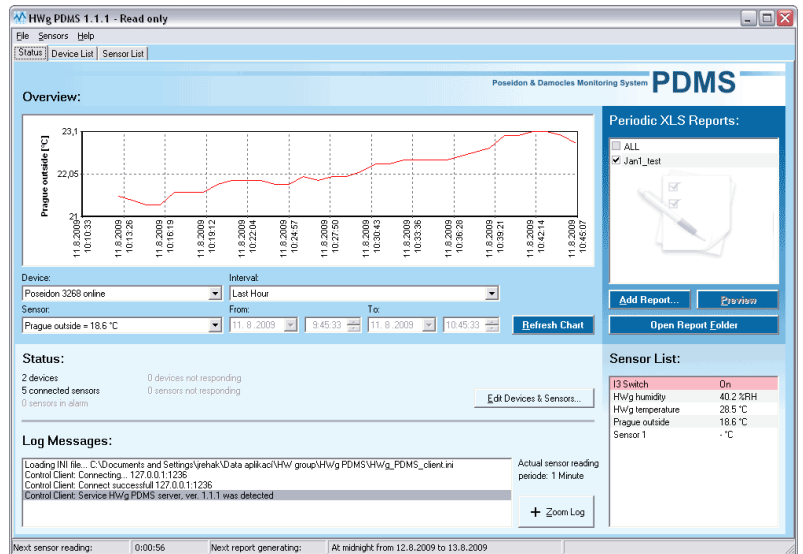 HWg PDMS 1.1.1 - Read only
File Sensors Help
Status Device List Sensor List
Poseidon & Damocles Monitoring System PDMS
Overview:
Prague outside [°C]
23,1
22,05
21
11.8.2009 10:10:33
11.8.2009 10:13:26
11.8.2009 10:16:19
11.8.2009 10:19:12
11.8.2009 10:22:04
11.8.2009 10:24:57
11.8.2009 10:27:50
11.8.2009 10:30:43
11.8.2009 10:33:36
11.8.2009 10:36:28
11.8.2009 10:39:21
11.8.2009 10:42:14
11.8.2009 10:45:07
Device:
Poseidon 3268 online
Interval:
Last Hour
Sensor:
Prague outside = 18.6 °C
From:
11. 8 .2009 9:45:33
To:
11. 8 .2009 10:45:33
Refresh Chart
Periodic XLS Reports:
ALL
Jan1_test
Add Report... Preview
Open Report Folder
Status:
2 devices 0 devices not responding
5 connected sensors 0 sensors not responding
0 sensors in alarm
Edit Devices & Sensors...
Sensor List:
I3 Switch On
HWg humidity 40.2 %RH
HWg temperature 28.5 °C
Prague outside 18.6 °C
Sensor 1 - °C
Log Messages:
Loading INI file... C:\Documents and Settings\jrehak\Data aplikací\HW group\HWg PDMS\HWg_PDMS_client.ini
Control Client: Connecting... 127.0.0.1:1236
Control Client: Connect successfull 127.0.0.1:1236
Control Client: Service HWg PDMS server, ver. 1.1.1 was detected
Actual sensor reading
periode: 1 Minute
+ Zoom Log
Next sensor reading: 0:00:56 Next report generating: At midnight from 12.8.2009 to 13.8.2009